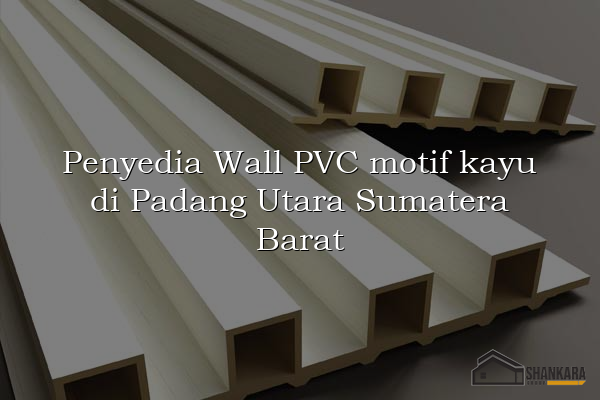 Penyedia Wall PVC motif kayu
di Padang Utara Sumatera
Barat
SHANKARA